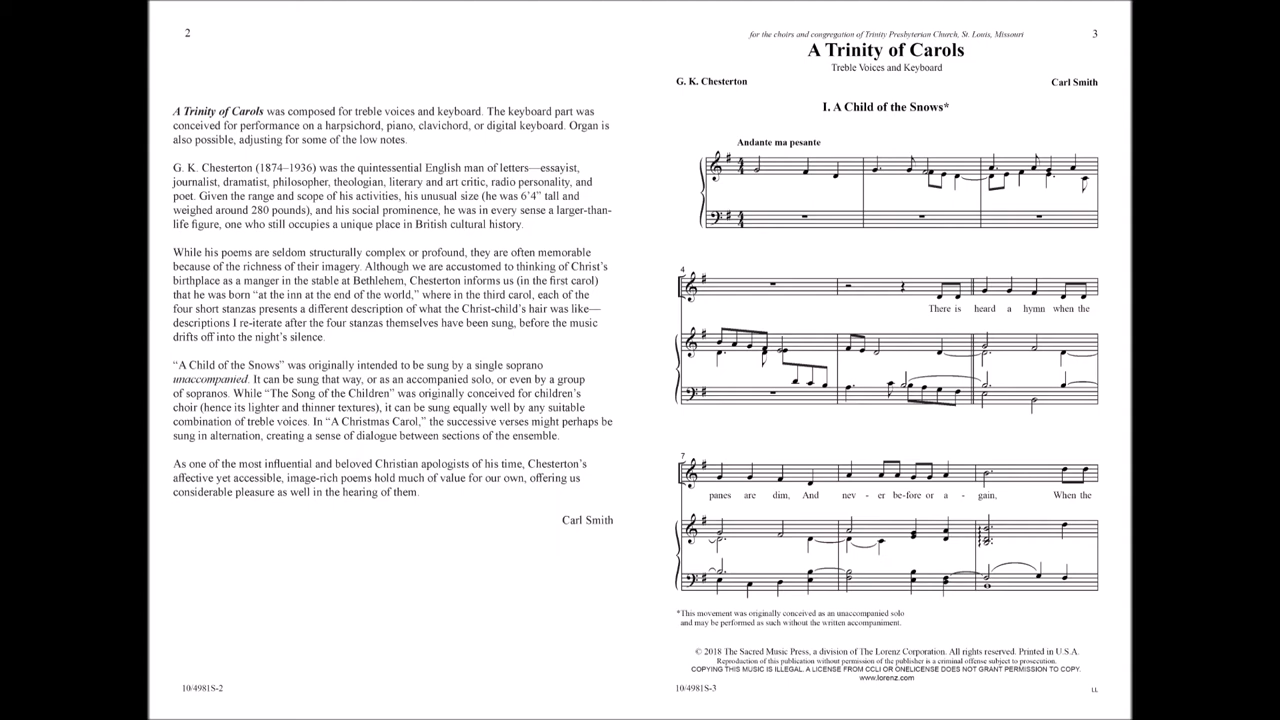 2
A Trinity of Carols was composed for treble voices and keyboard. The keyboard part was
conceived for performance on a harpsichord, piano, clavichord, or digital keyboard. Organ is
also possible, adjusting for some of the low notes.
G. K. Chesterton (1874–1936) was the quintessential English man of letters—essayist,
journalist, dramatist, philosopher, theologian, literary and art critic, radio personality, and
poet. Given the range and scope of his activities, his unusual size (he was 6’4” tall and
weighed around 280 pounds), and his social prominence, he was in every sense a larger-than-
life figure, one who still occupies a unique place in British cultural history.
While his poems are seldom structurally complex or profound, they are often memorable
because of the richness of their imagery. Although we are accustomed to thinking of Christ’s
birthplace as a manger in the stable at Bethlehem, Chesterton informs us (in the first carol)
that he was born “at the inn at the end of the world,” where in the third carol, each of the
four short stanzas presents a different description of what the Christ-child’s hair was like—
descriptions I re-iterate after the four stanzas themselves have been sung, before the music
drifts off into the night’s silence.
“A Child of the Snows” was originally intended to be sung by a single soprano
unaccompanied. It can be sung that way, or as an accompanied solo, or even by a group
of sopranos. While “The Song of the Children” was originally conceived for children’s
choir (hence its lighter and thinner textures), it can be sung equally well by any suitable
combination of treble voices. In “A Christmas Carol,” the successive verses might perhaps be
sung in alternation, creating a sense of dialogue between sections of the ensemble.
As one of the most influential and beloved Christian apologists of his time, Chesterton’s
affective yet accessible, image-rich poems hold much of value for our own, offering us
considerable pleasure as well in the hearing of them.
Carl Smith
10/4981S-2
for the choirs and congregation of Trinity Presbyterian Church, St. Louis, Missouri
3
A Trinity of Carols
Treble Voices and Keyboard
G. K. Chesterton
Carl Smith
I. A Child of the Snows*
Andante ma pesante
4
There is heard a hymn when the
7
panes are dim, And nev - er be-fore or a - gain, When the
*This movement was originally conceived as an unaccompanied solo
and may be performed as such without the written accompaniment.
© 2018 The Sacred Music Press, a division of The Lorenz Corporation. All rights reserved. Printed in U.S.A.
Reproduction of this publication without permission of the publisher is a criminal offense subject to prosecution.
COPYING THIS MUSIC IS ILLEGAL. A LICENSE FROM CCLI OR ONELICENSE DOES NOT GRANT PERMISSION TO COPY.
www.lorenz.com
10/4981S-3
LL